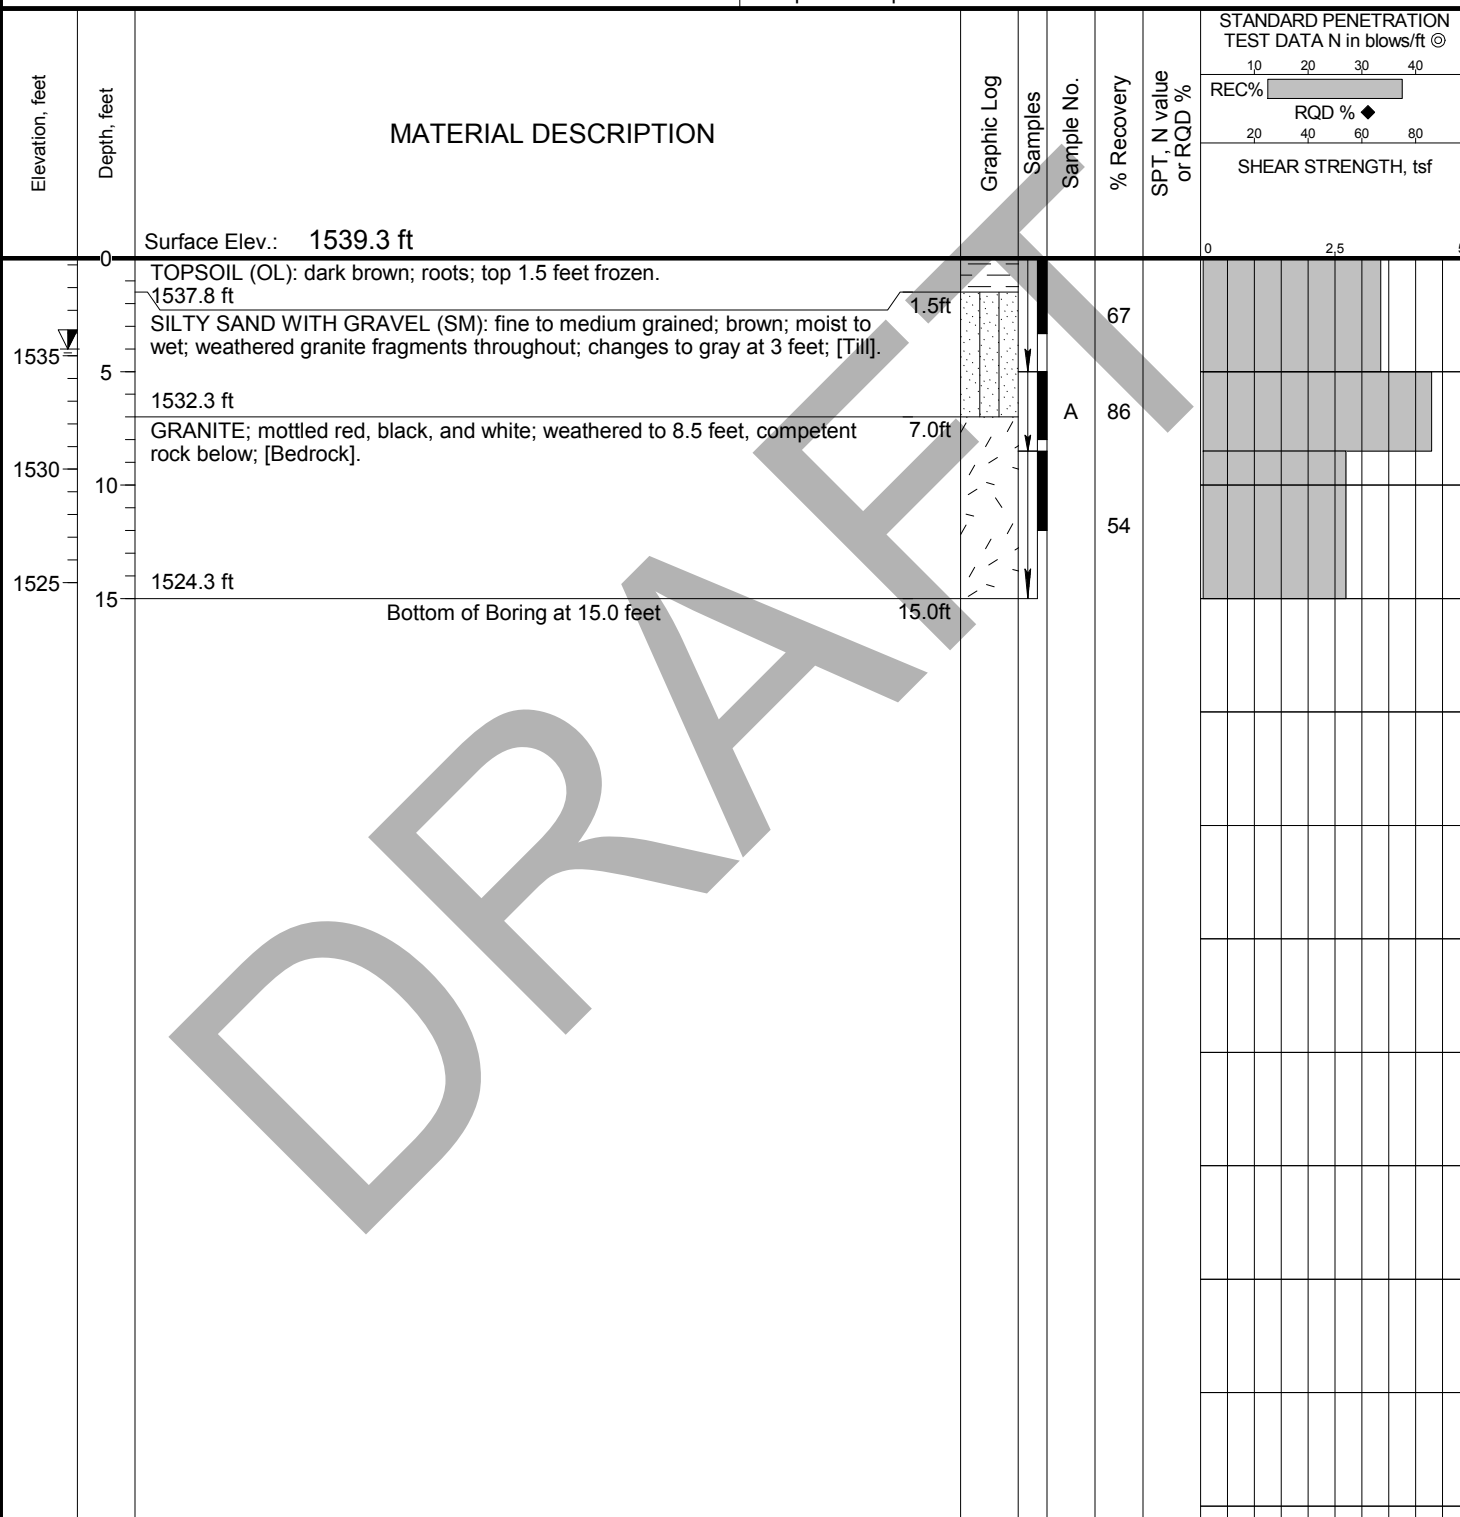 STANDARD PENETRATION
TEST DATA N in blows/ft ◎
10 20 30 40
REC%
RQD % ◆
20 40 60 80
SHEAR STRENGTH, tsf
0 2.5
Elevation, feet
Depth, feet
MATERIAL DESCRIPTION
Graphic Log
Samples
Sample No.
% Recovery
SPT, N value
or RQD %
Surface Elev.: 1539.3 ft
0
TOPSOIL (OL): dark brown; roots; top 1.5 feet frozen.
1537.8 ft 1.5ft
SILTY SAND WITH GRAVEL (SM): fine to medium grained; brown; moist to
wet; weathered granite fragments throughout; changes to gray at 3 feet; [Till].
67
1535
5
1532.3 ft 7.0ft
A 86
GRANITE; mottled red, black, and white; weathered to 8.5 feet, competent
rock below; [Bedrock].
1530
10
54
1525
1524.3 ft
15
Bottom of Boring at 15.0 feet 15.0ft
DRAFT